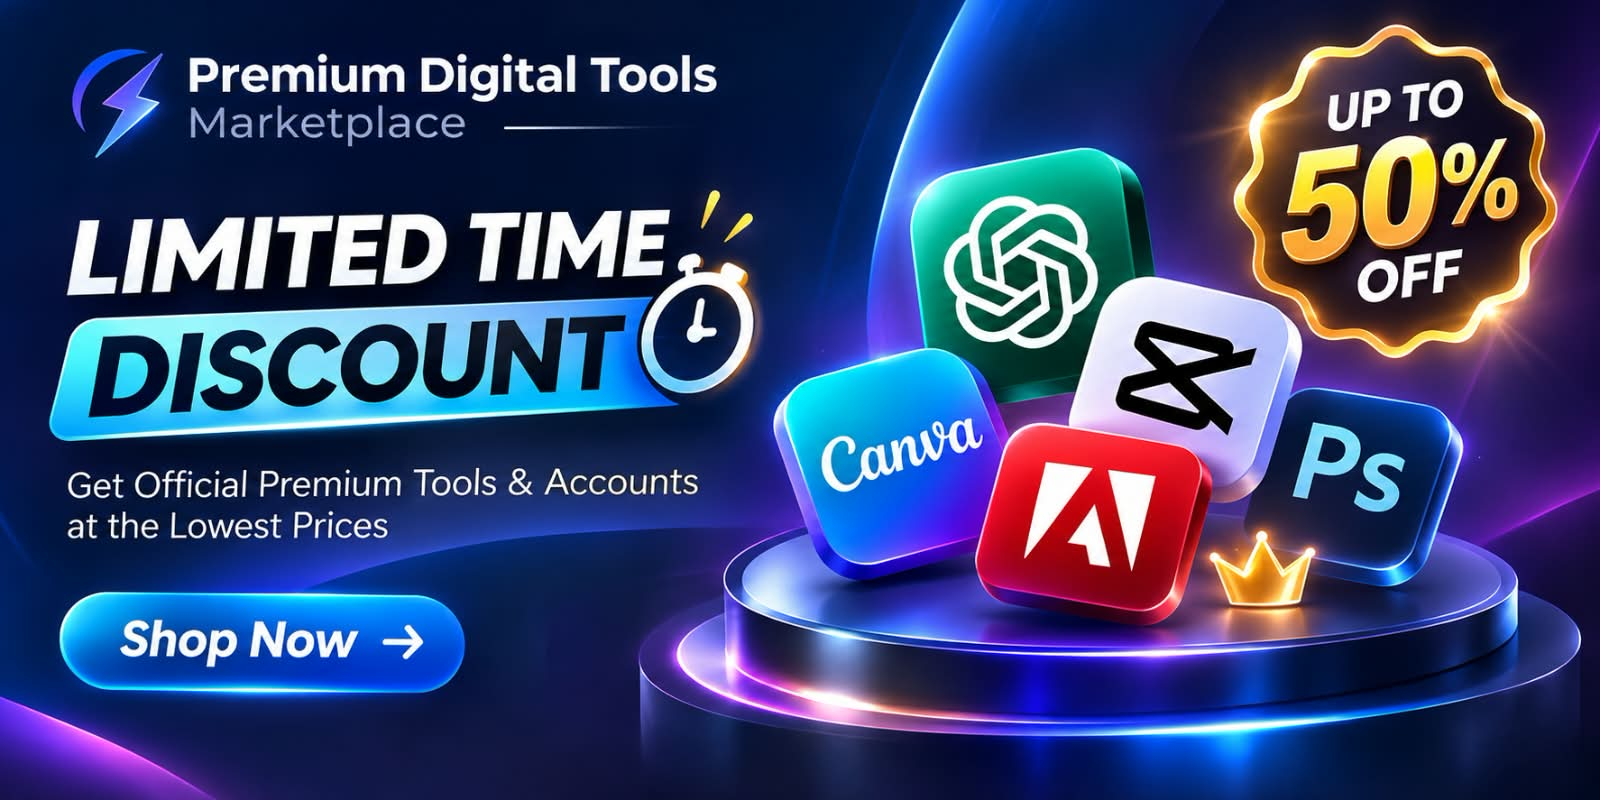 Premium Digital Tools
Marketplace
LIMITED TIME
DISCOUNT
Get Official Premium Tools & Accounts
at the Lowest Prices
Shop Now
UP TO
50%
OFF
Canva
Ps